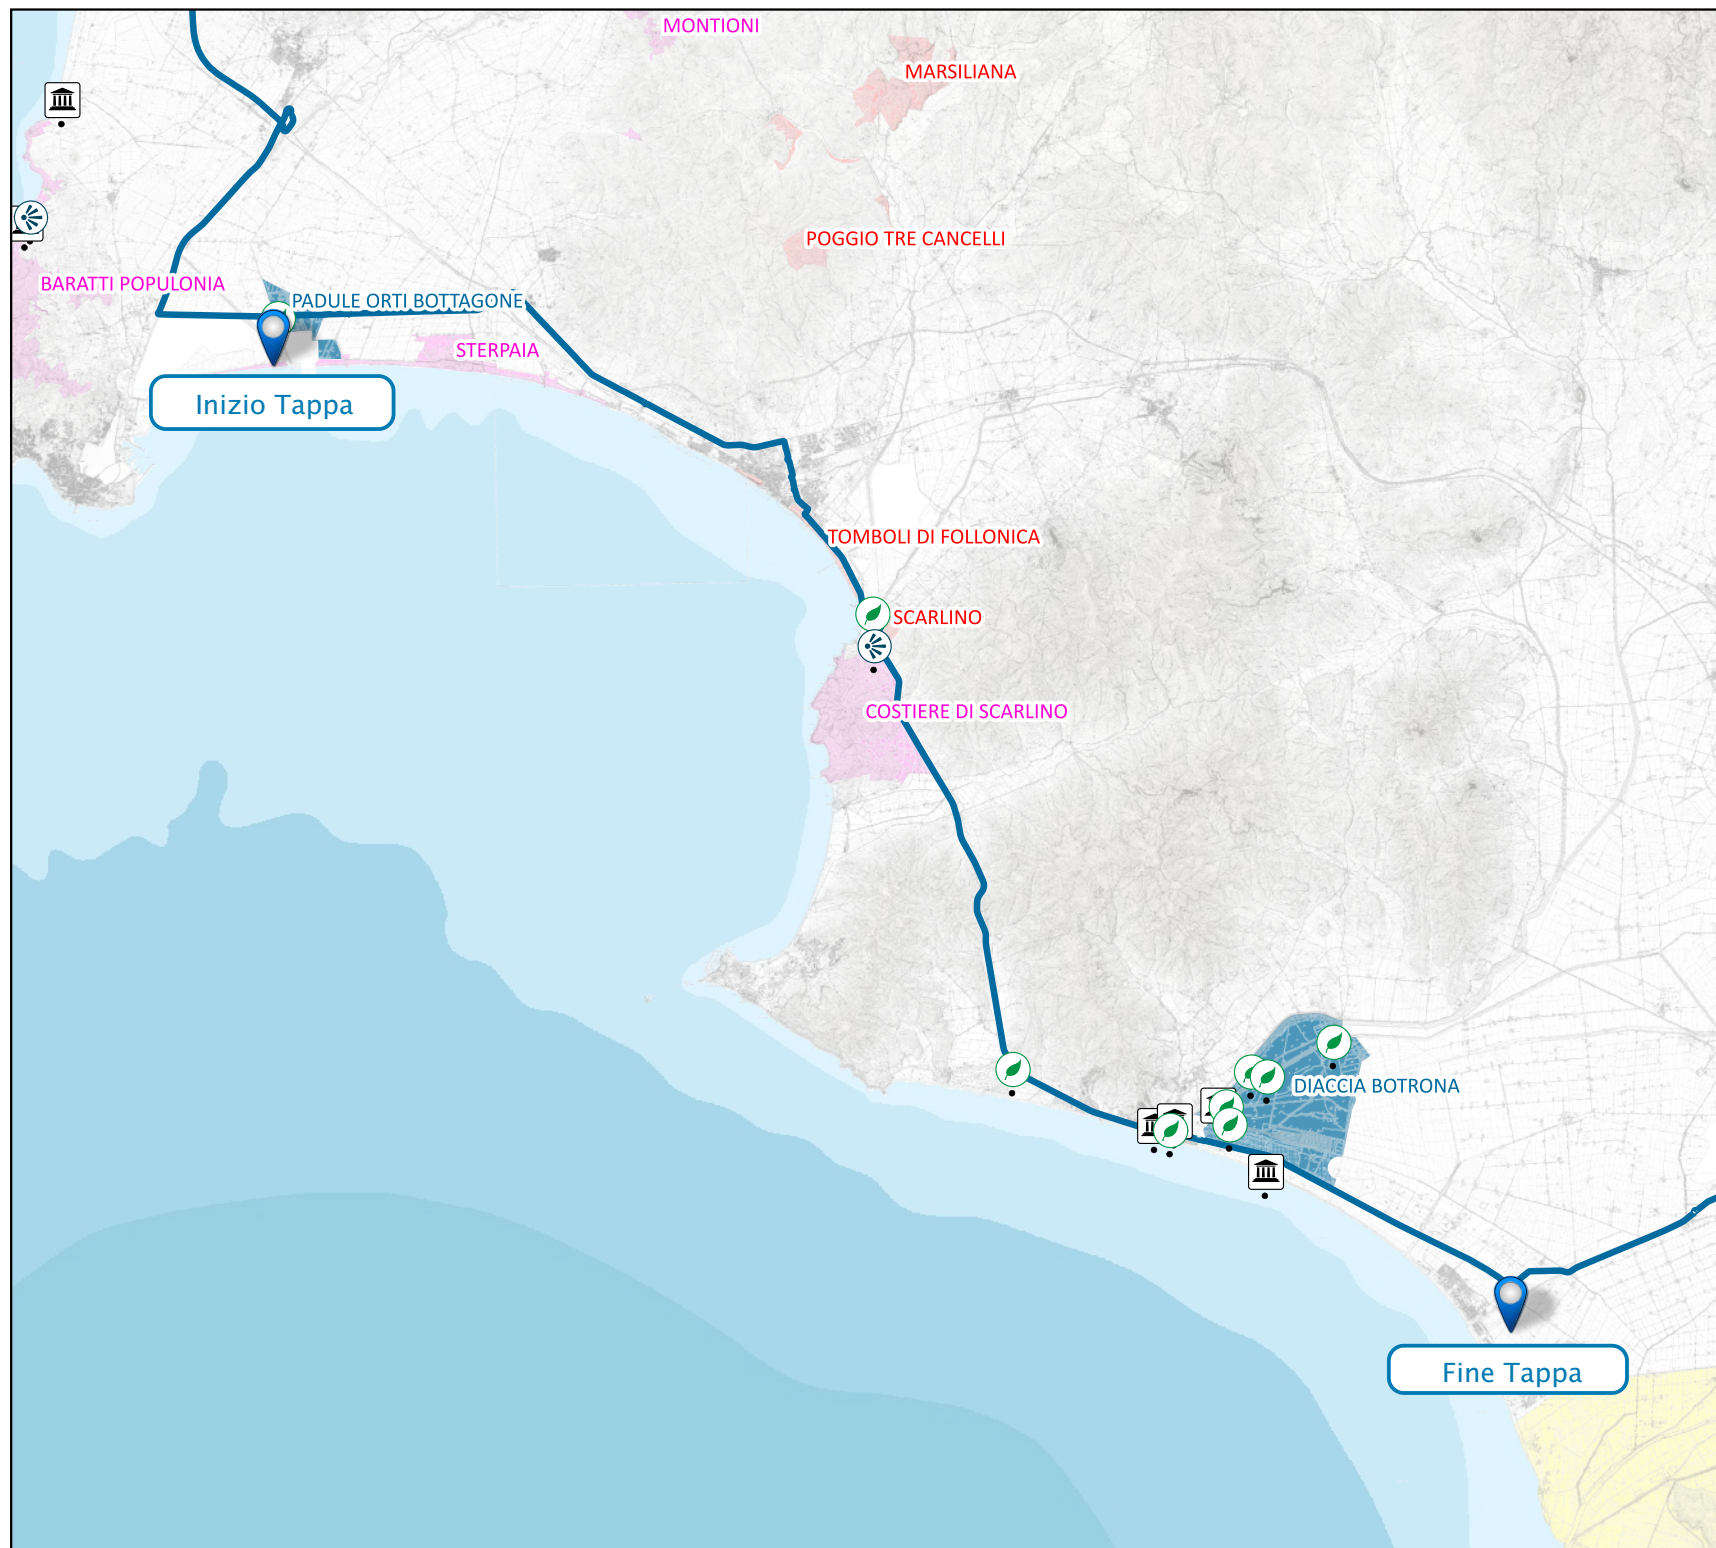 MONTIONI
MARSILIANA
POGGIO TRE CANCELLI
BARATTI POPULONIA
PADULE ORTI BOTTAGONE
STERPAIA
Inizio Tappa
TOMBOLI DI FOLLONICA
SCARLINO
COSTIERE DI SCARLINO
DIACCIA BOTRONA
Fine Tappa